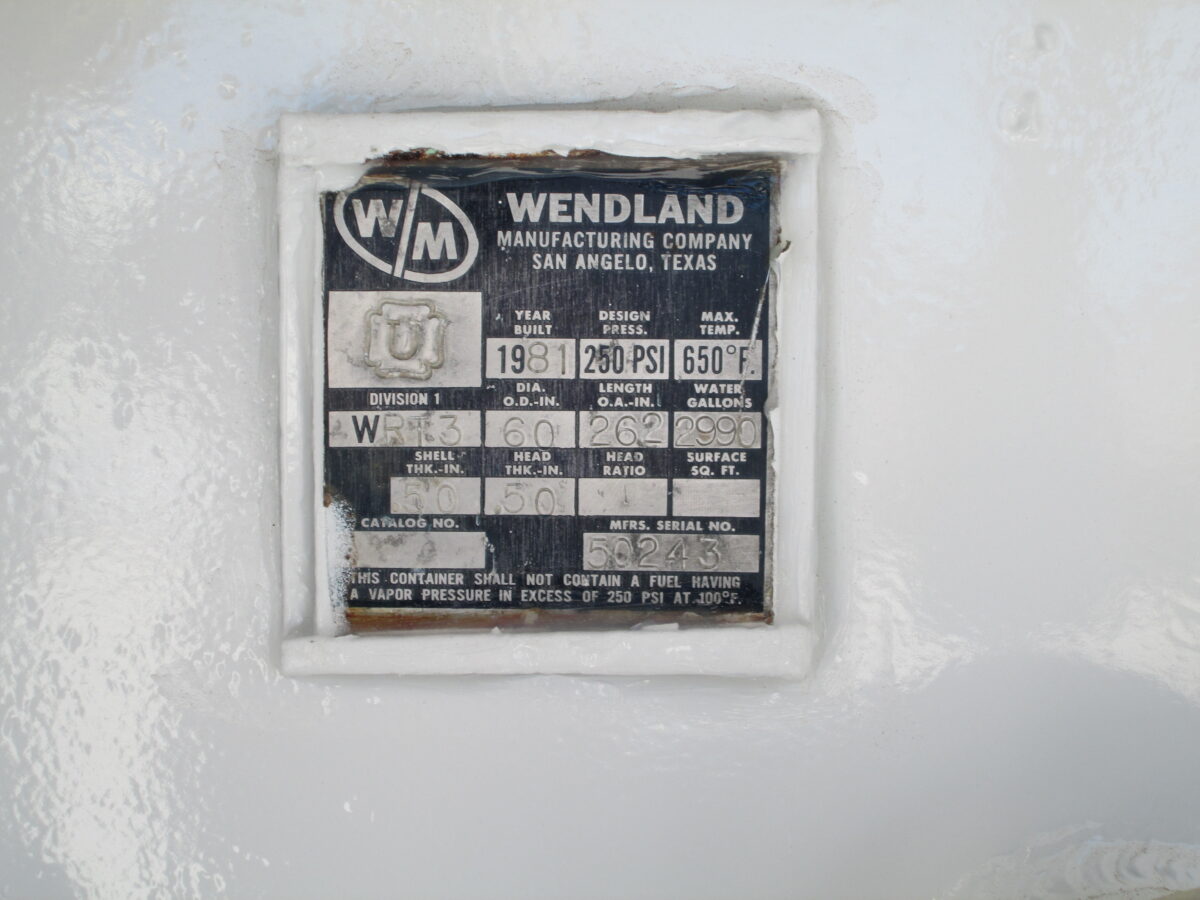 W/M
WENDLAND
MANUFACTURING COMPANY
SAN ANGELO, TEXAS
U
YEAR BUILT DESIGN PRESS. MAX. TEMP.
1981 250 PSI 650°F.
DIVISION 1 DIA. O.D.-IN. LENGTH O.A.-IN. WATER GALLONS
WRT3 60 262 2990
SHELL THK.-IN. HEAD THK.-IN. HEAD RATIO SURFACE SQ. FT.
.50 .50
CATALOG NO. MFRS. SERIAL NO.
50243
THIS CONTAINER SHALL NOT CONTAIN A FUEL HAVING
A VAPOR PRESSURE IN EXCESS OF 250 PSI AT 100°F.